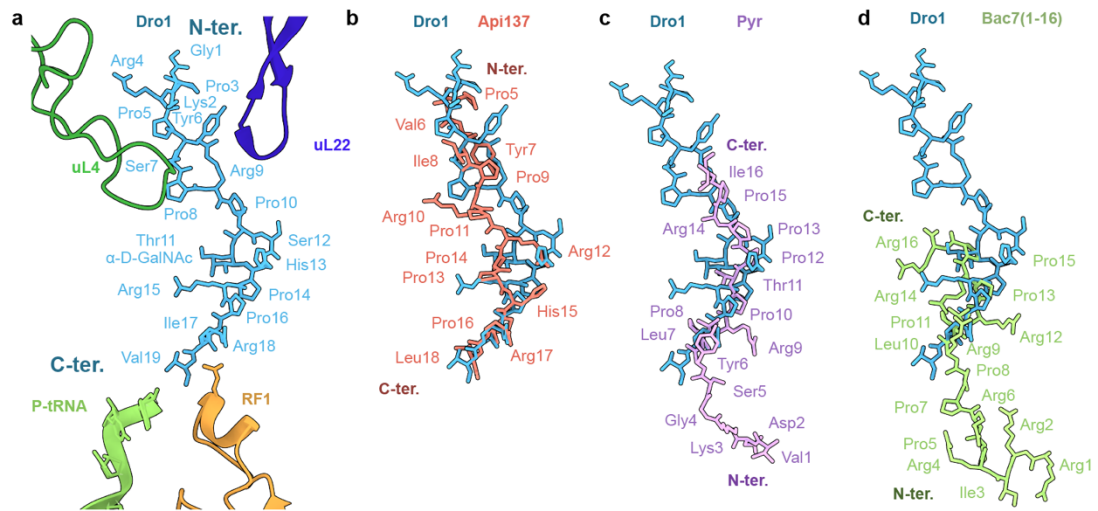 a
Dro1
N-ter.
Gly1
Arg4
Pro3
Lys2
Pro5
Tyr6
uL22
uL4
Ser7
Arg9
Pro8
Pro10
Thr11
Ser12
α-D-GalNAc
His13
Arg15
Pro14
Pro16
Ile17
Arg18
Val19
C-ter.
P-tRNA
RF1
b
Dro1
Api137
N-ter.
Pro5
Val6
Tyr7
Ile8
Pro9
Arg10
Pro11
Arg12
Pro14
Pro13
His15
Pro16
Arg17
Leu18
C-ter.
c
Dro1
Pyr
C-ter.
Ile16
Pro15
Arg14
Pro13
Pro12
Thr11
Pro10
Pro8
Leu7
Arg9
Tyr6
Ser5
Gly4
Asp2
Lys3
Val1
N-ter.
d
Dro1
Bac7(1-16)
C-ter.
Arg16
Pro15
Arg14
Pro13
Pro11
Arg12
Leu10
Arg9
Pro8
Arg6
Pro7
Arg2
Pro5
Arg4
Arg1
Ile3
N-ter.